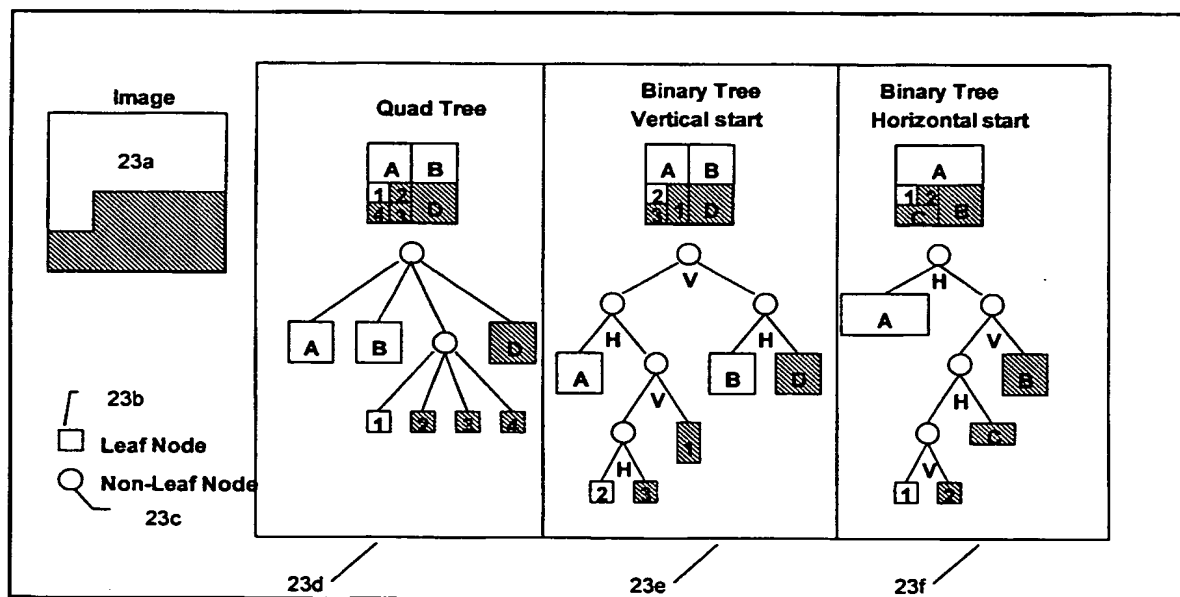 Image
23a
23b
Leaf Node
Non-Leaf Node
23c
Quad Tree
A B
1 2
4 3 D
A B D
1 2 3 4
23d
Binary Tree
Vertical start
A B
2
3 1 D
V
H H
A B D
V
1
H
2 3
23e
Binary Tree
Horizontal start
A
1 2
C B
H
A
V
B
H
C
V
1 2
23f